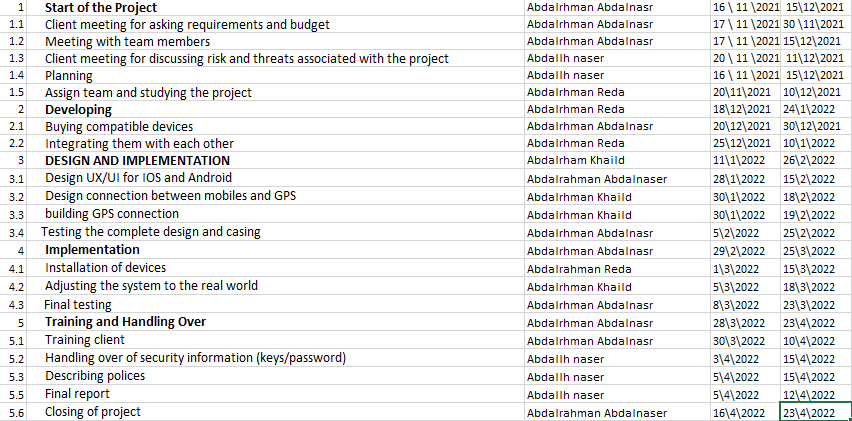 1 Start of the Project Abdalrhman Abdalnasr 16 \ 11 \2021 15\12\2021
1.1 Client meeting for asking requirements and budget Abdalrhman Abdalnasr 17 \ 11 \2021 30 \11\2021
1.2 Meeting with team members Abdalrhman Abdalnasr 17 \ 11 \2021 15\12\2021
1.3 Client meeting for discussing risk and threats associated with the project Abdallh naser 20 \ 11 \2021 11\12\2021
1.4 Planning Abdallh naser 16 \ 11 \2021 15\12\2021
1.5 Assign team and studying the project Abdalrhman Reda 20\11\2021 10\12\2021
2 Developing Abdalrhman Reda 18\12\2021 24\1\2022
2.1 Buying compatible devices Abdalrhman Abdalnasr 20\12\2021 30\12\2021
2.2 Integrating them with each other Abdalrhman Reda 25\12\2021 10\1\2022
3 DESIGN AND IMPLEMENTATION Abdalrham Khaild 11\1\2022 26\2\2022
3.1 Design UX/UI for IOS and Android Abdalrahman Abdalnaser 28\1\2022 15\2\2022
3.2 Design connection between mobiles and GPS Abdalrhman Khaild 30\1\2022 18\2\2022
3.3 building GPS connection Abdalrhman Khaild 30\1\2022 19\2\2022
3.4 Testing the complete design and casing Abdalrhman Abdalnasr 5\2\2022 25\2\2022
4 Implementation Abdalrhman Abdalnasr 29\2\2022 25\3\2022
4.1 Installation of devices Abdalrahman Reda 1\3\2022 15\3\2022
4.2 Adjusting the system to the real world Abdalrhman Khaild 5\3\2022 18\3\2022
4.3 Final testing Abdalrhman Abdalnasr 8\3\2022 23\3\2022
5 Training and Handling Over Abdalrhman Abdalnasr 28\3\2022 23\4\2022
5.1 Training client Abdalrhman Abdalnasr 30\3\2022 10\4\2022
5.2 Handling over of security information (keys/password) Abdallh naser 3\4\2022 15\4\2022
5.3 Describing polices Abdallh naser 5\4\2022 15\4\2022
5.5 Final report Abdallh naser 5\4\2022 12\4\2022
5.6 Closing of project Abdalrahman Abdalnaser 16\4\2022 23\4\2022